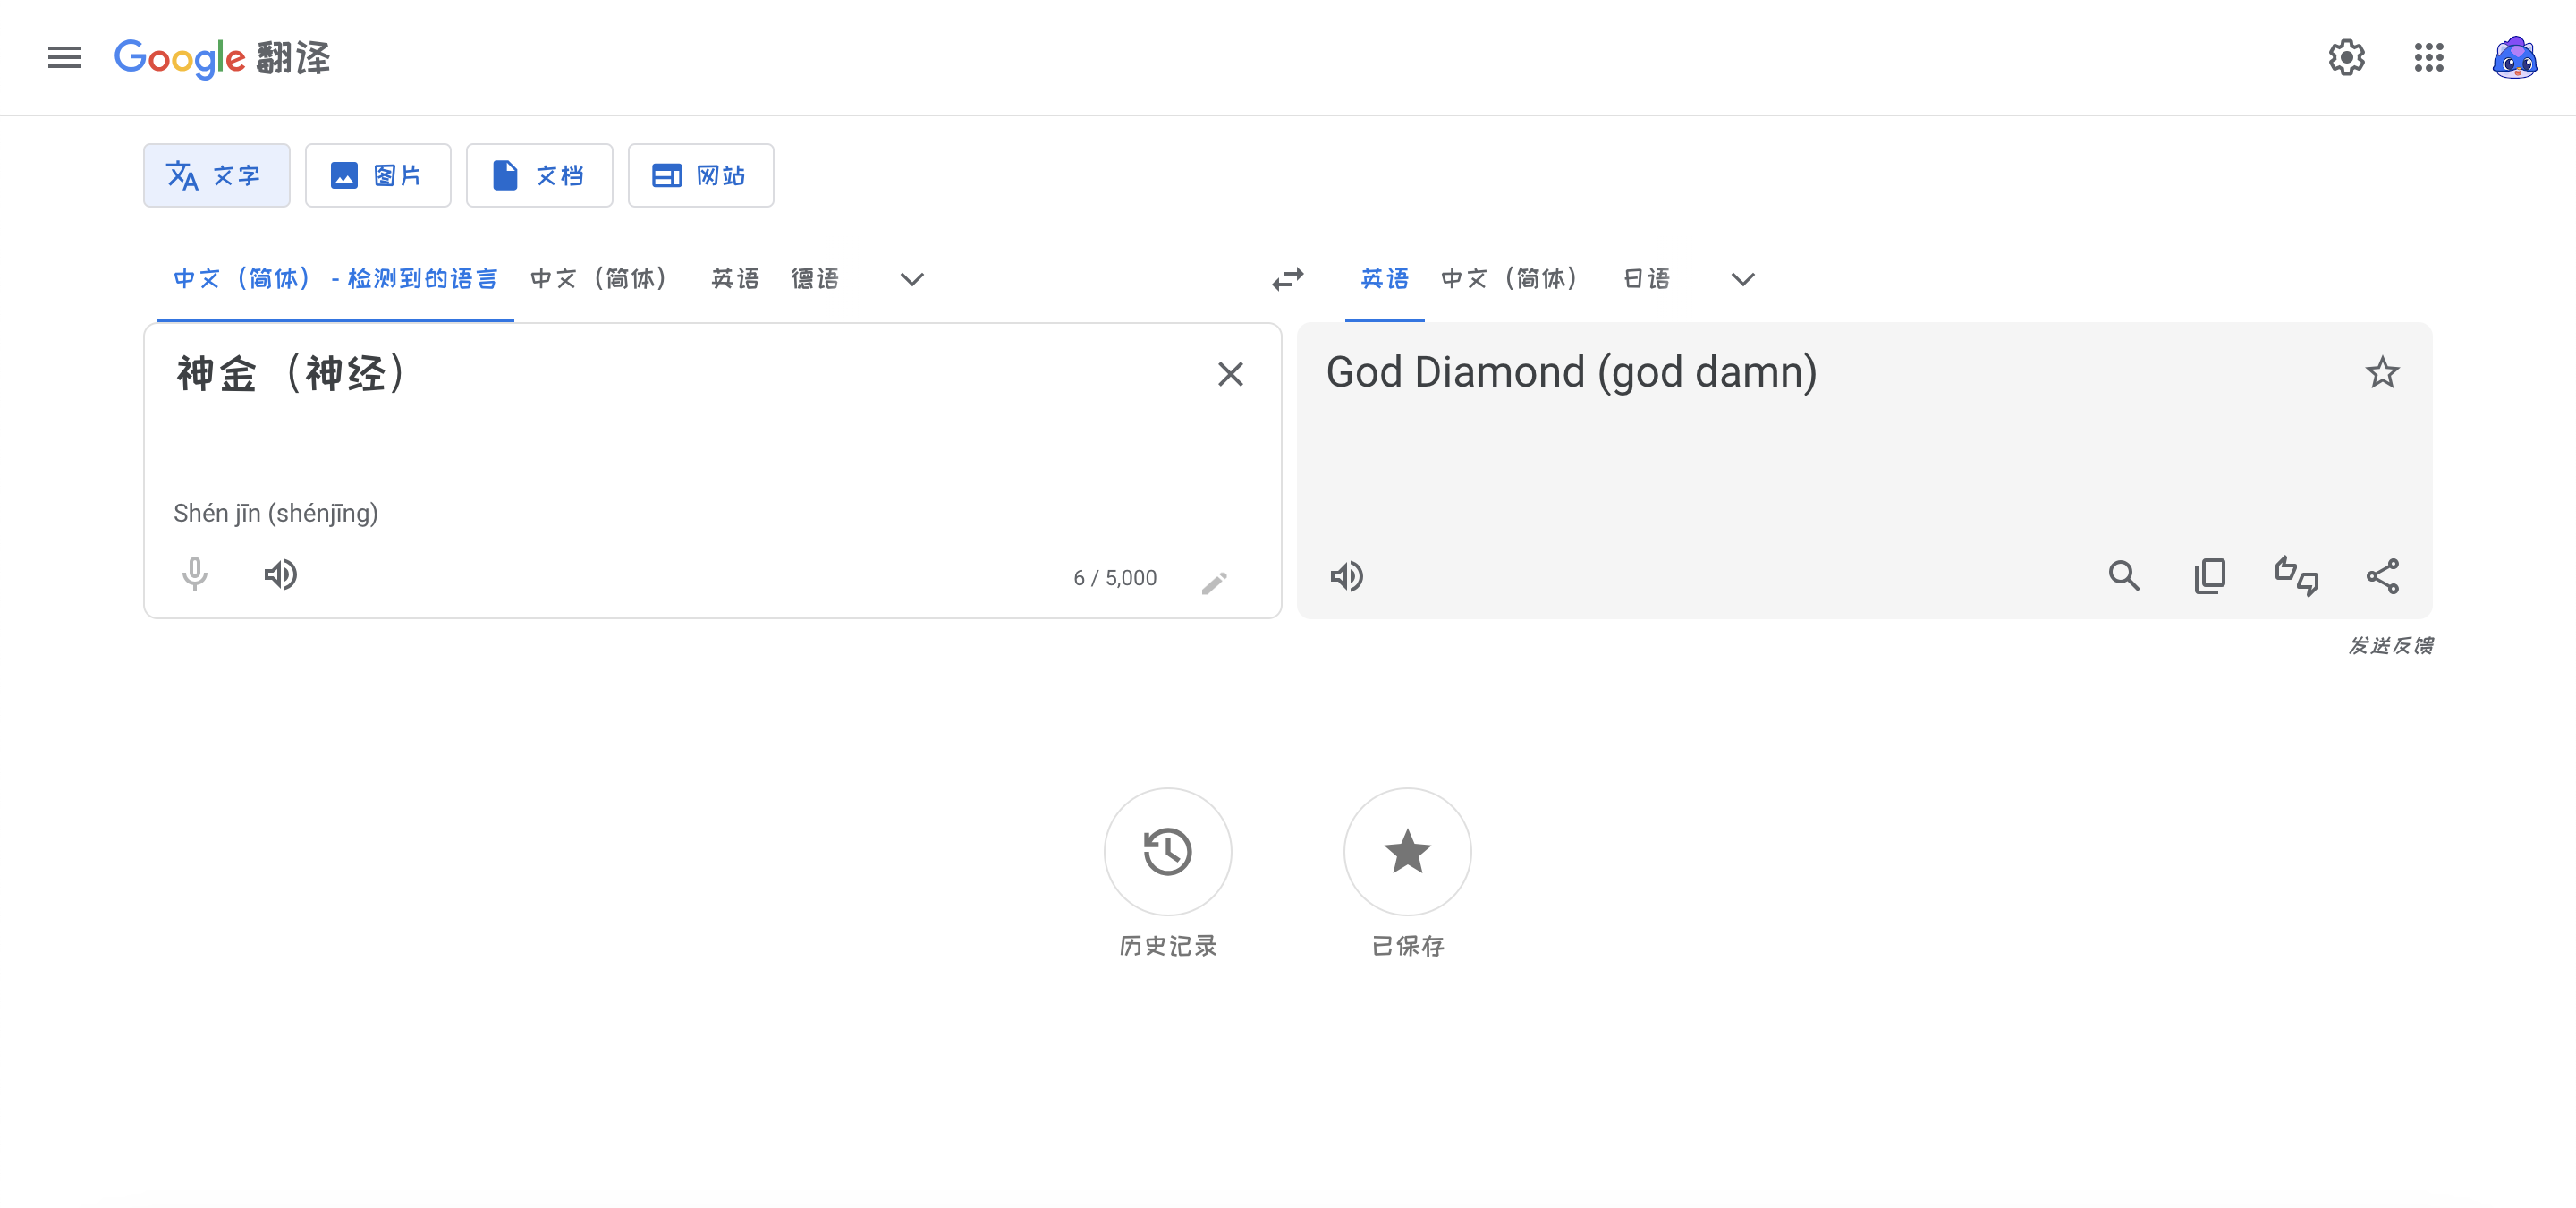 Google 翻译
文字
图片
文档
网站
中文（简体） - 检测到的语言
中文（简体）
英语
德语
英语
中文（简体）
日语
神金（神经）
God Diamond (god damn)
Shén jīn (shénjīng)
6 / 5,000
发送反馈
历史记录
已保存